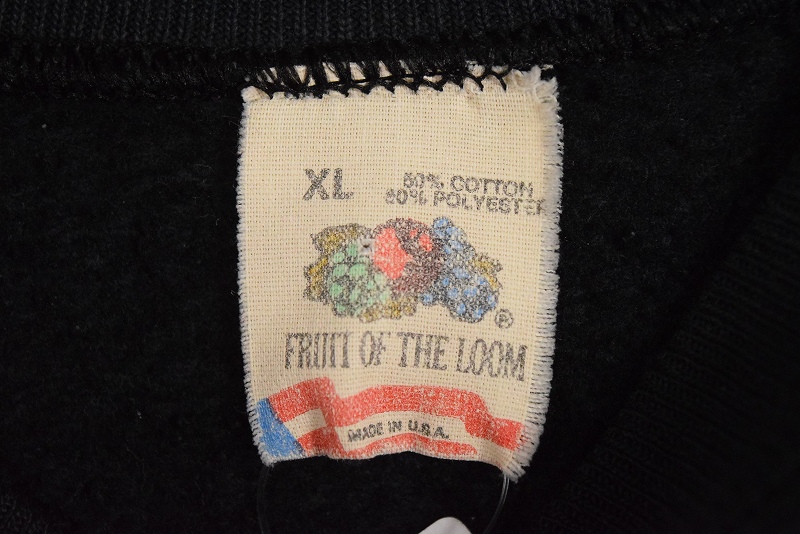 XL
50% COTTON
50% POLYESTER
®
FRUIT OF THE LOOM
MADE IN U.S.A.